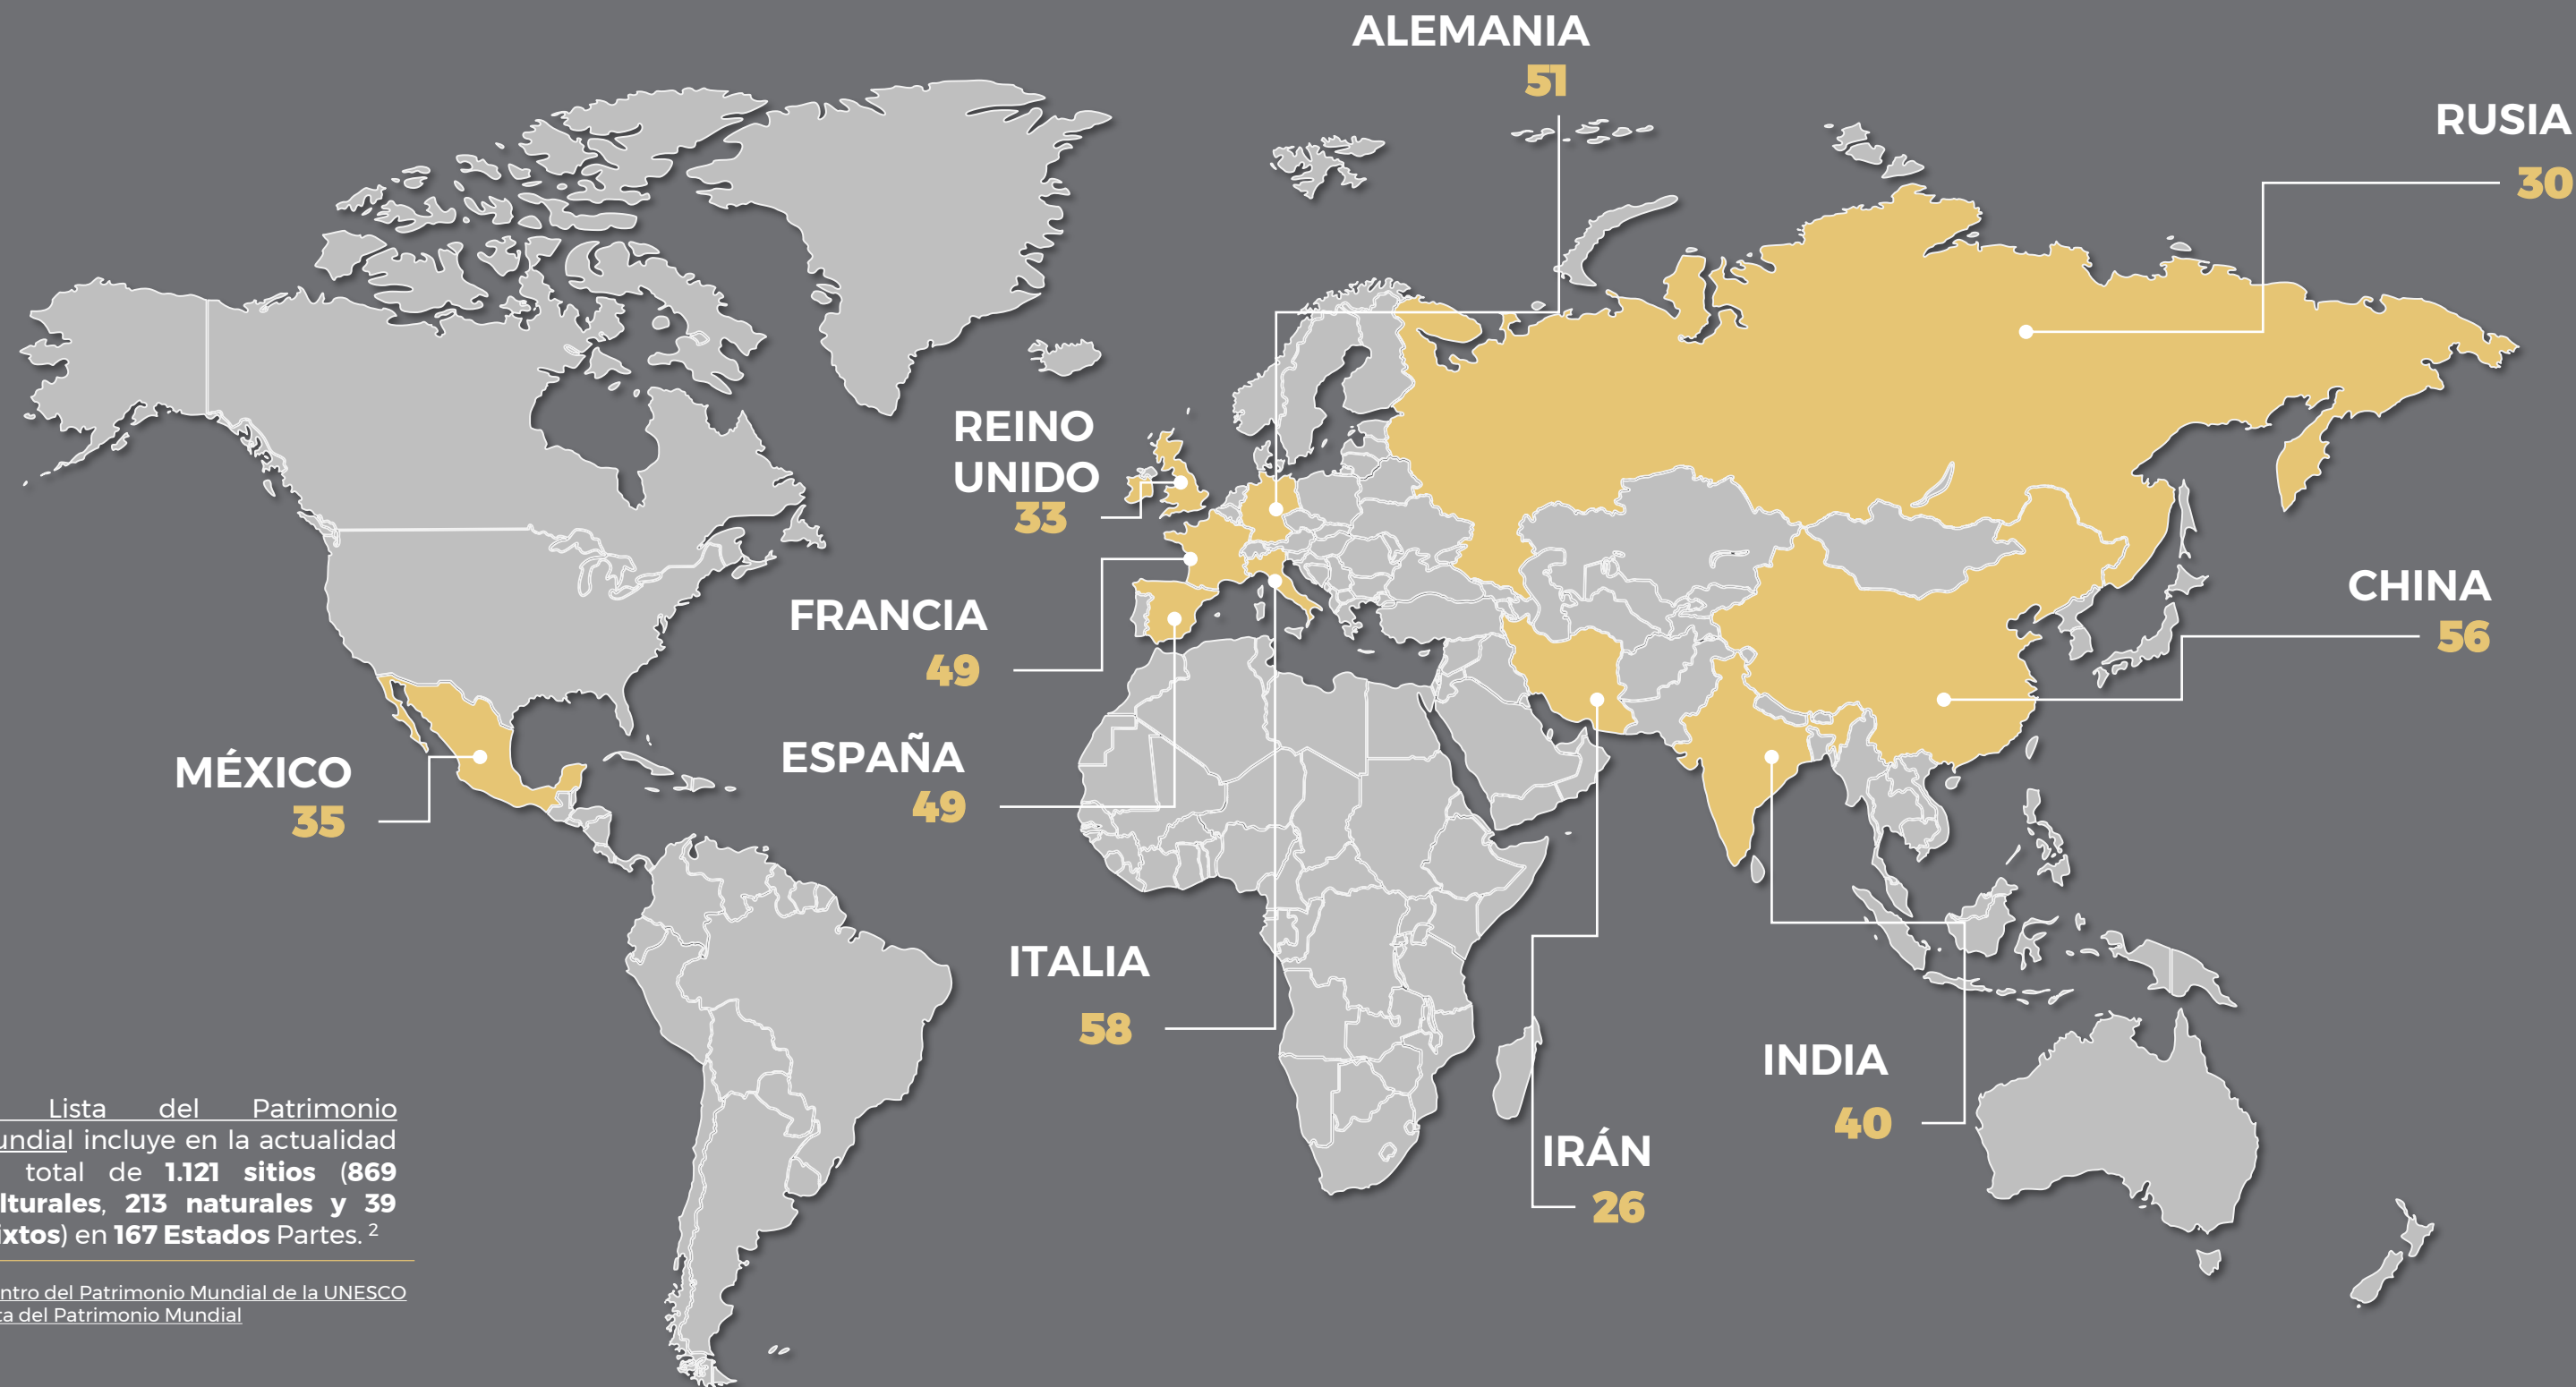 ALEMANIA
51
RUSIA
30
REINO
UNIDO
33
CHINA
56
FRANCIA
49
ESPAÑA
49
MÉXICO
35
ITALIA
58
INDIA
40
IRÁN
26
Lista del Patrimonio
undial incluye en la actualidad
total de 1.121 sitios (869
lturales, 213 naturales y 39
ixtos) en 167 Estados Partes. 2
ntro del Patrimonio Mundial de la UNESCO
ta del Patrimonio Mundial